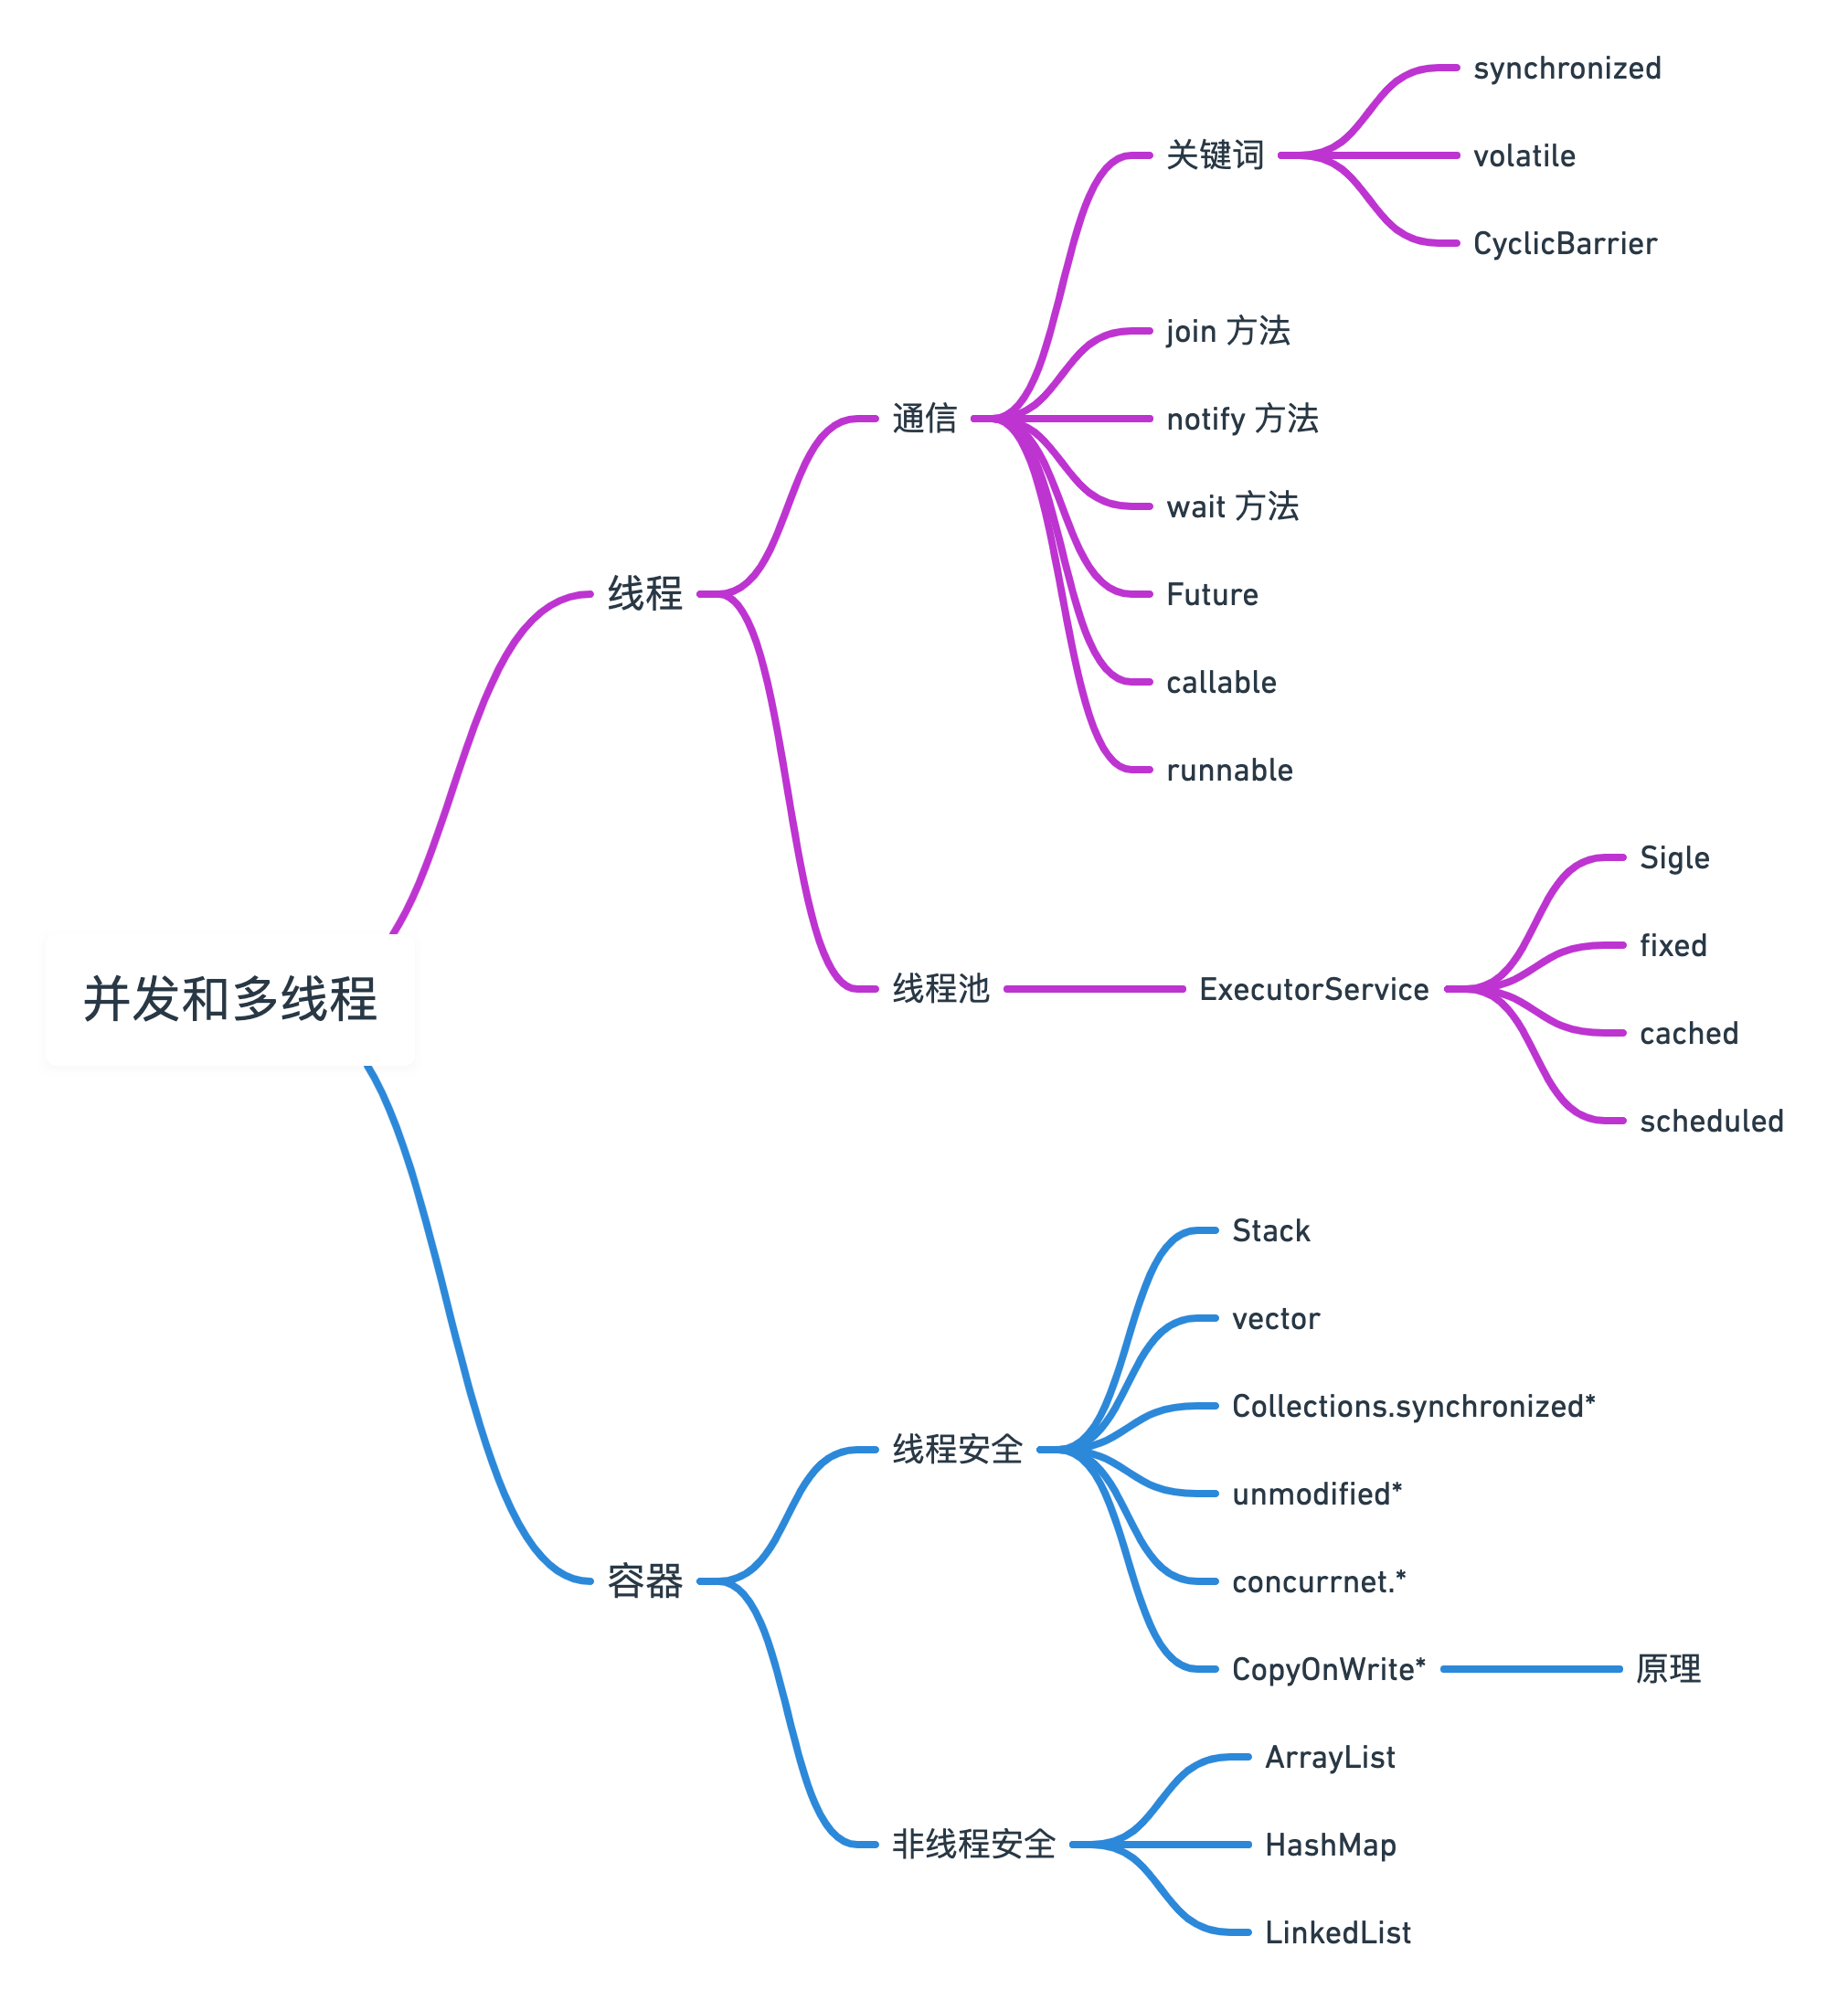 并发和多线程
线程
通信
关键词
synchronized
volatile
CyclicBarrier
join 方法
notify 方法
wait 方法
Future
callable
runnable
线程池
ExecutorService
Sigle
fixed
cached
scheduled
容器
线程安全
Stack
vector
Collections.synchronized*
unmodified*
concurrnet.*
CopyOnWrite*
原理
非线程安全
ArrayList
HashMap
LinkedList